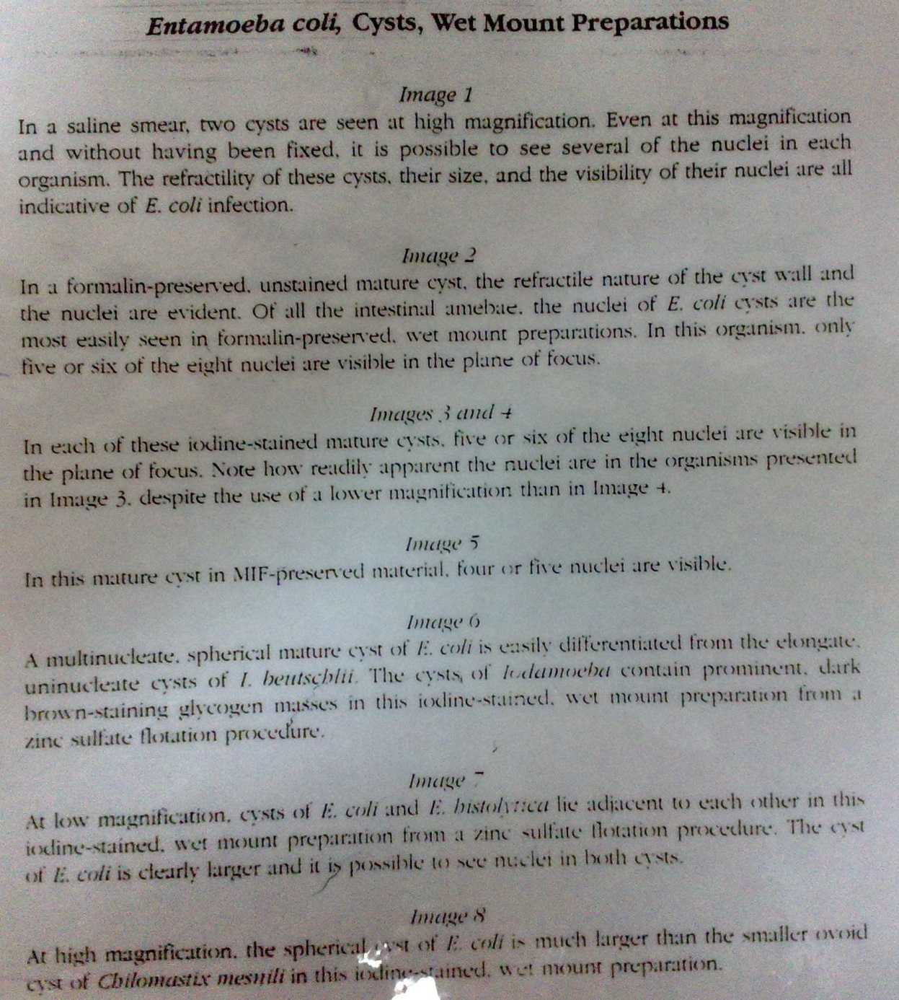 Entamoeba coli, Cysts, Wet Mount Preparations
Image 1
In a saline smear, two cysts are seen at high magnification. Even at this magnification
and without having been fixed, it is possible to see several of the nuclei in each
organism. The refractility of these cysts, their size, and the visibility of their nuclei are all
indicative of E. coli infection.
Image 2
In a formalin-preserved, unstained mature cyst, the refractile nature of the cyst wall and
the nuclei are evident. Of all the intestinal amebae, the nuclei of E. coli cysts are the
most easily seen in formalin-preserved, wet mount preparations. In this organism, only
five or six of the eight nuclei are visible in the plane of focus.
Images 3 and 4
In each of these iodine-stained mature cysts, five or six of the eight nuclei are visible in
the plane of focus. Note how readily apparent the nuclei are in the organisms presented
in Image 3, despite the use of a lower magnification than in Image 4.
Image 5
In this mature cyst in MIF-preserved material, four or five nuclei are visible.
Image 6
A multinucleate, spherical mature cyst of E. coli is easily differentiated from the elongate,
uninucleate cysts of I. beutschlii. The cysts of Iodamoeba contain prominent, dark
brown-staining glycogen masses in this iodine-stained, wet mount preparation from a
zinc sulfate flotation procedure.
Image 7
At low magnification, cysts of E. coli and E. histolytica lie adjacent to each other in this
iodine-stained, wet mount preparation from a zinc sulfate flotation procedure. The cyst
of E. coli is clearly larger and it is possible to see nuclei in both cysts.
Image 8
At high magnification, the spherical cyst of E. coli is much larger than the smaller ovoid
cyst of Chilomastix mesnili in this iodine-stained, wet mount preparation.